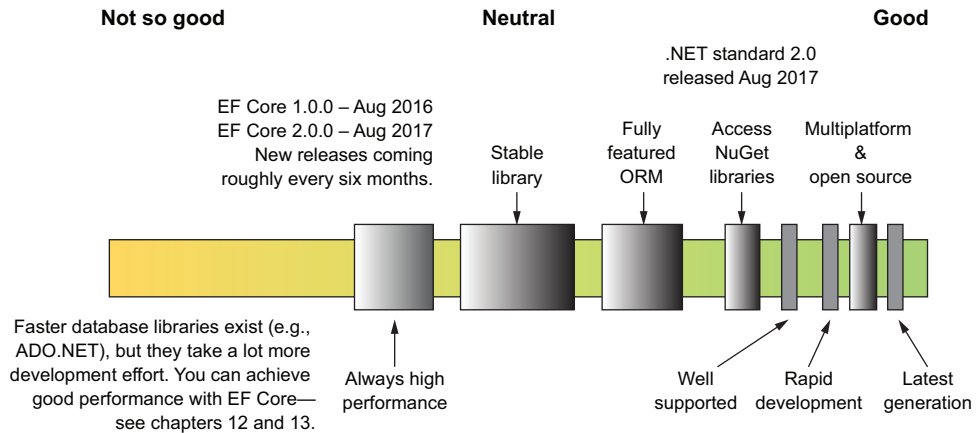 Not so good
Neutral
Good
.NET standard 2.0
released Aug 2017
EF Core 1.0.0 – Aug 2016
EF Core 2.0.0 – Aug 2017
New releases coming
roughly every six months.
Stable
library
Fully
featured
ORM
Access
NuGet
libraries
Multiplatform
&
open source
Faster database libraries exist (e.g.,
ADO.NET), but they take a lot more
development effort. You can achieve
good performance with EF Core—
see chapters 12 and 13.
Always high
performance
Well
supported
Rapid
development
Latest
generation